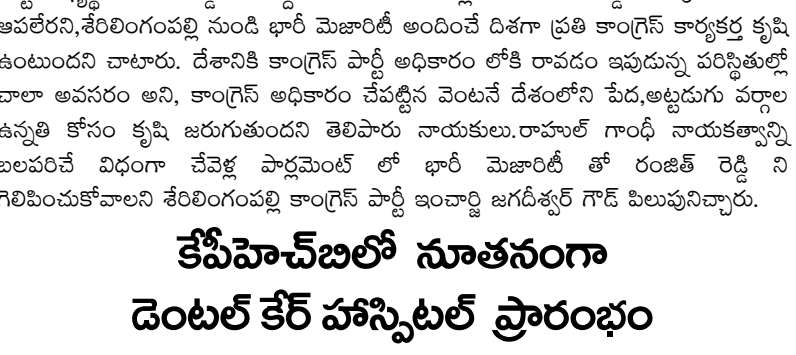 ఆపలేరని,శేరిలింగంపల్లి నుండి భారీ మెజారిటీ అందించే దిశగా ప్రతి కాంగ్రెస్ కార్యకర్త కృషి
ఉంటుందని చాటారు. దేశానికి కాంగ్రెస్ పార్టీ అధికారం లోకి రావడం ఇపుడున్న పరిస్థితుల్లో
చాలా అవసరం అని, కాంగ్రెస్ అధికారం చేపట్టిన వెంటనే దేశంలోని పేద,అట్టడుగు వర్గాల
ఉన్నతి కోసం కృషి జరుగుతుందని తెలిపారు నాయకులు.రాహుల్ గాంధీ నాయకత్వాన్ని
బలపరిచే విధంగా చేవెళ్ల పార్లమెంట్ లో భారీ మెజారిటీ తో రంజిత్ రెడ్డి ని
గెలిపించుకోవాలని శేరిలింగంపల్లి కాంగ్రెస్ పార్టీ ఇంచార్జి జగదీశ్వర్ గౌడ్ పిలుపునిచ్చారు.
కేపీహెచ్‌బిలో నూతనంగా
డెంటల్ కేర్ హాస్పిటల్ ప్రారంభం